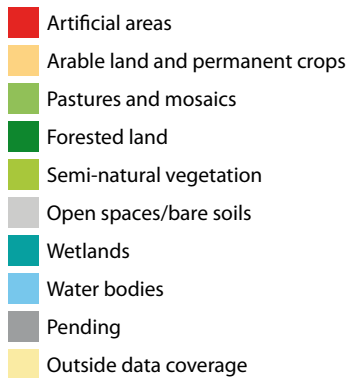 Artificial areas
Arable land and permanent crops
Pastures and mosaics
Forested land
Semi-natural vegetation
Open spaces/bare soils
Wetlands
Water bodies
Pending
Outside data coverage